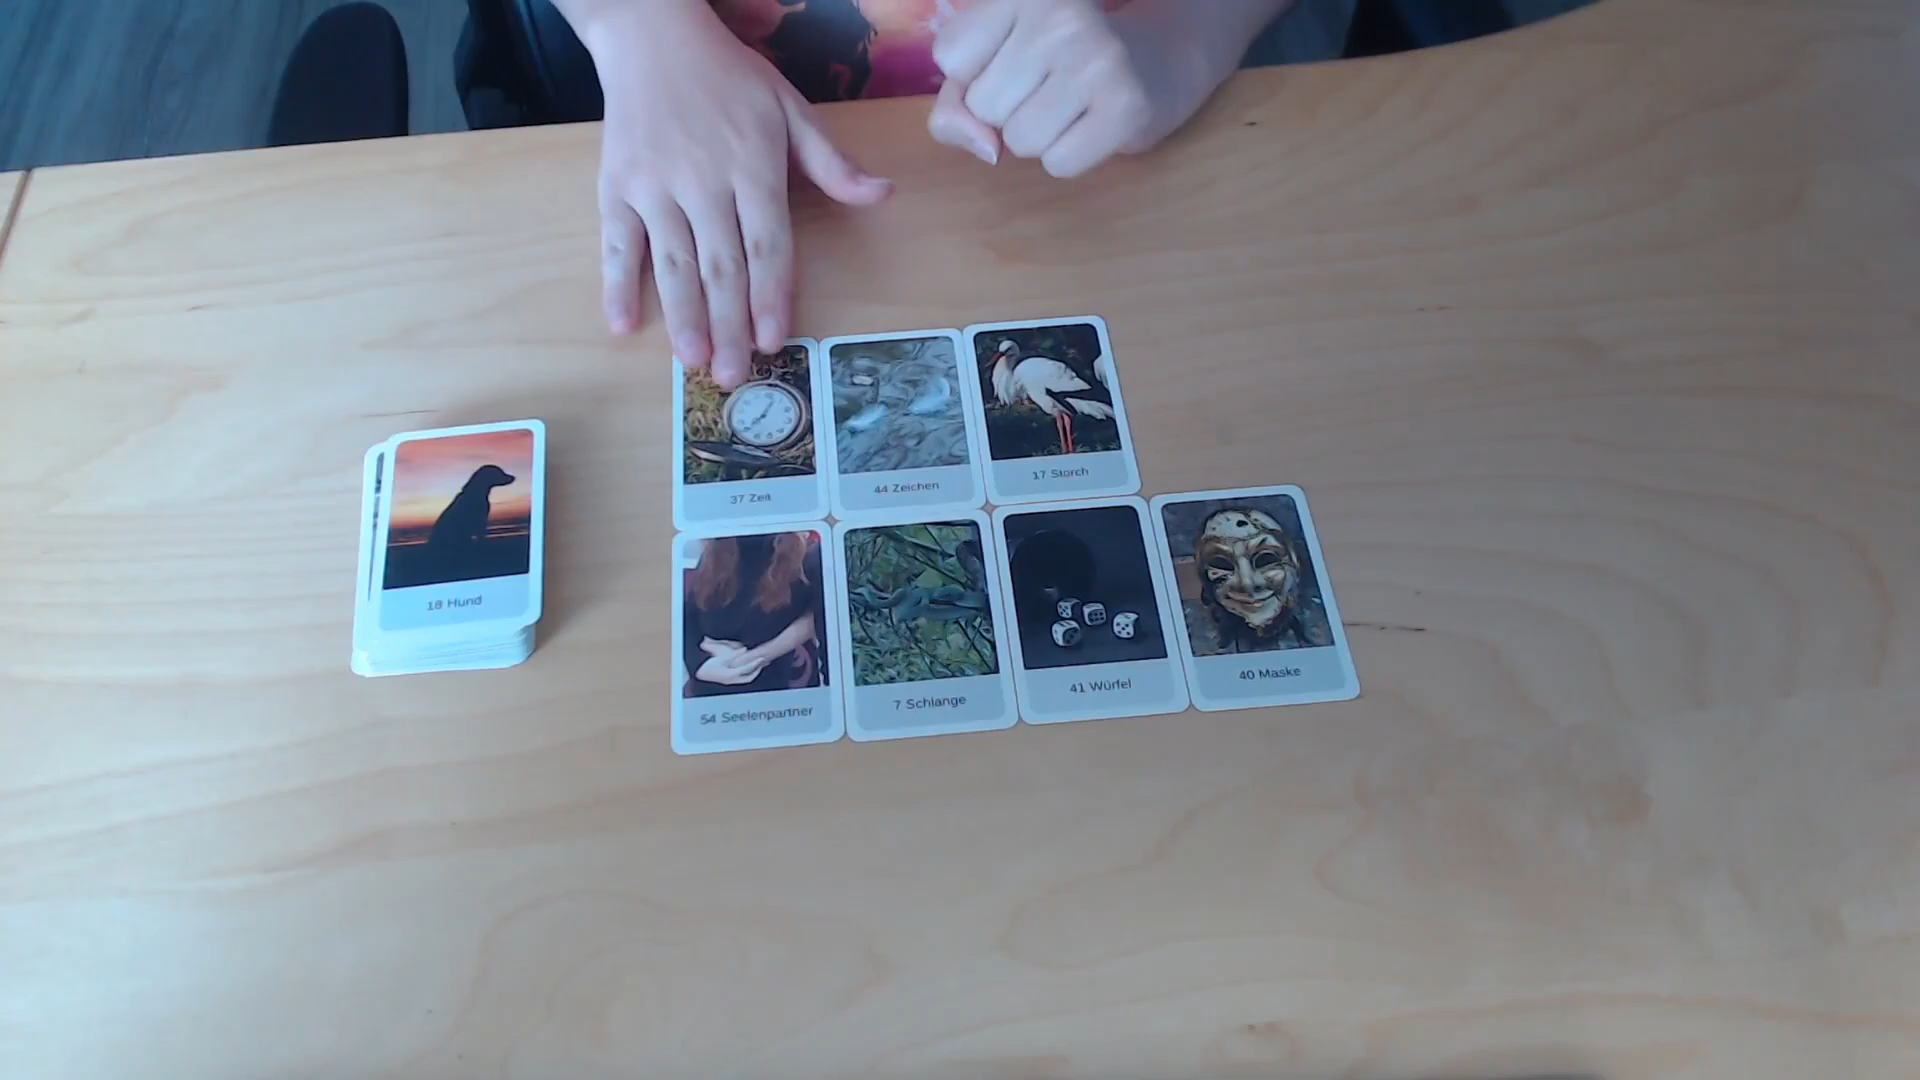 37 Zeit
44 Zeichen
17 Storch
18 Hund
54 Seelenpartner
7 Schlange
41 Würfel
40 Maske